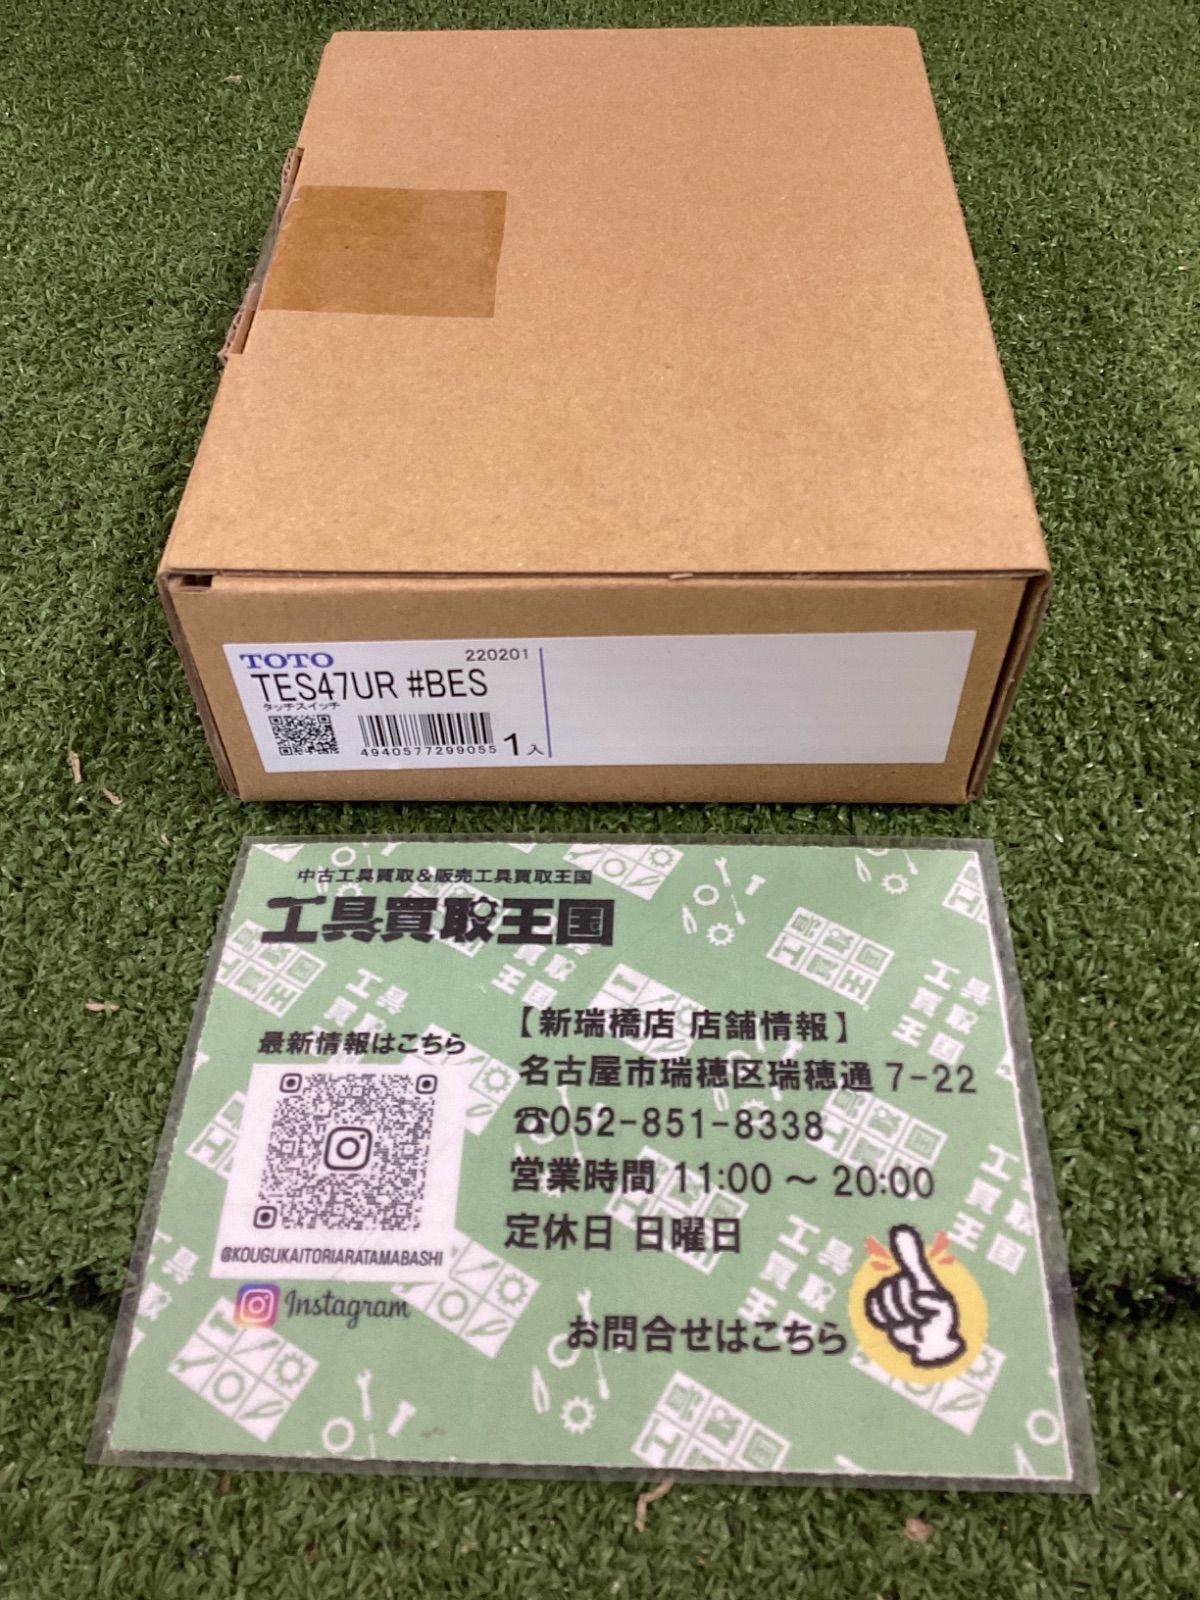 TOTO 220201
TES47UR #BES
タッチスイッチ
4940577299055 1入
中古工具買取&販売工具買取王国
工具買取王国
最新情報はこちら
@KOUGUKAITORIARATAMABASHI
Instagram
【新瑞橋店 店舗情報】
名古屋市瑞穂区瑞穂通 7-22
☎052-851-8338
営業時間 11:00 ～ 20:00
定休日 日曜日
お問合せはこちら